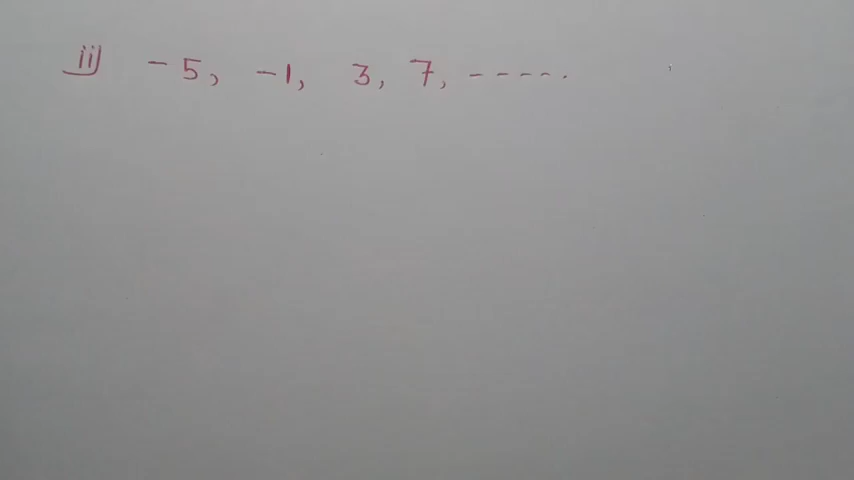 ii) -5, -1, 3, 7, -----.